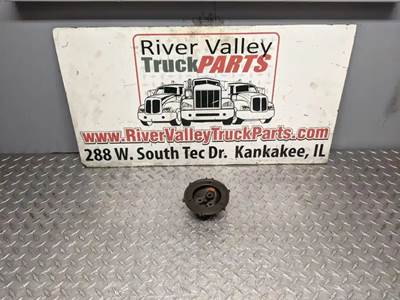 River Valley
TruckPARTS
www.RiverValleyTruckParts.com
288 W. South Tec Dr. Kankakee, IL